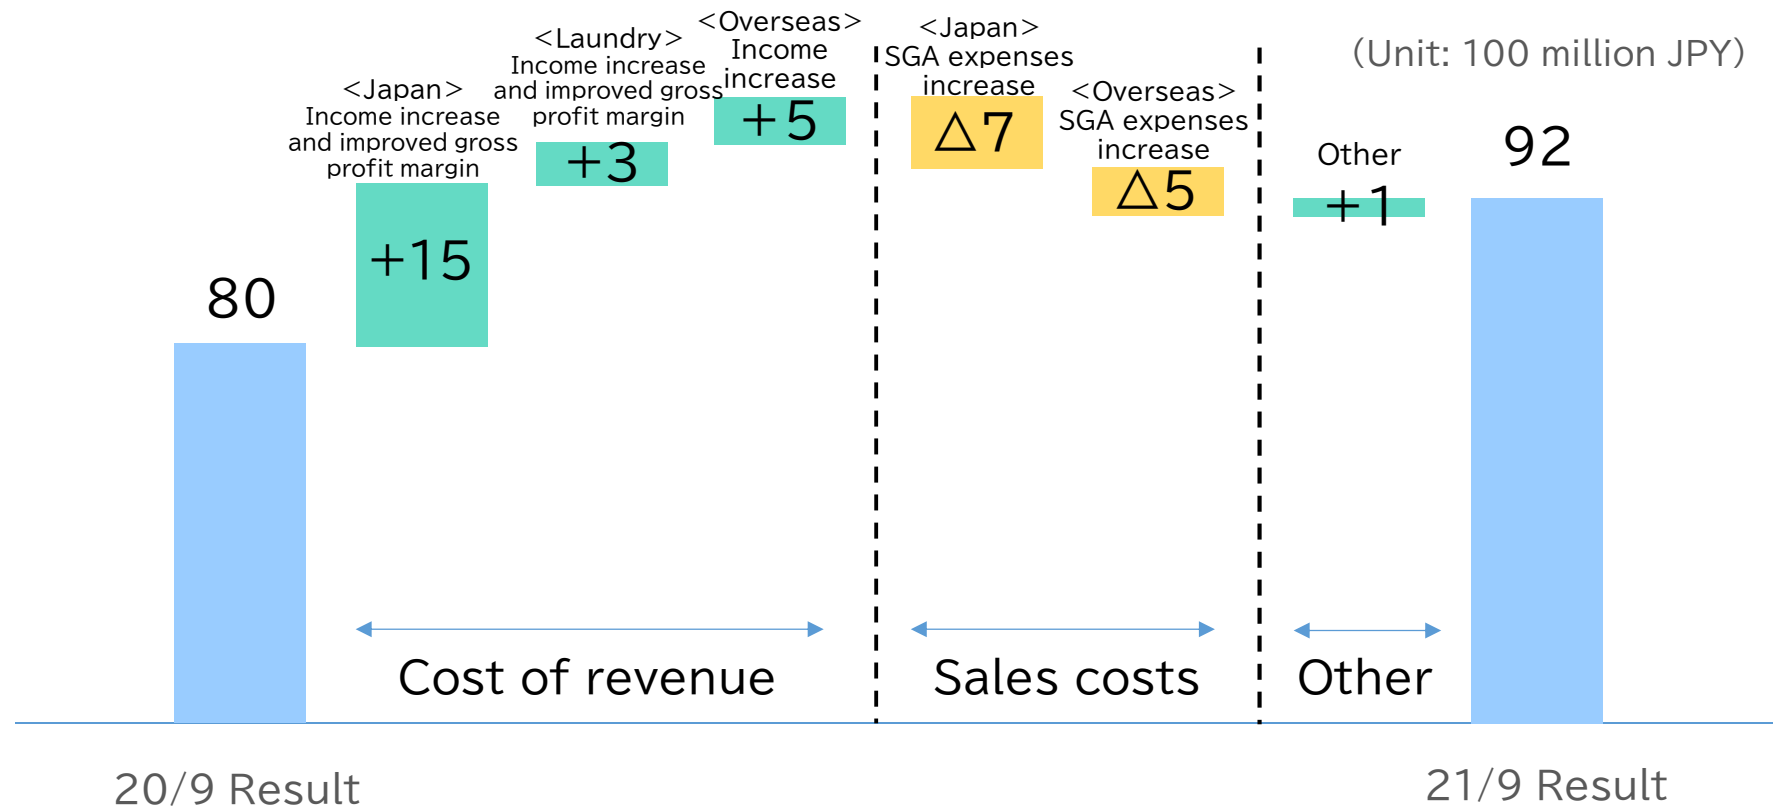 (Unit: 100 million JPY)
80
<Japan>
Income increase
and improved gross
profit margin
+15
<Laundry>
Income increase
and improved gross
profit margin
+3
<Overseas>
Income
increase
+5
<Japan>
SGA expenses
increase
△7
<Overseas>
SGA expenses
increase
△5
Other
+1
92
Cost of revenue
Sales costs
Other
20/9 Result
21/9 Result